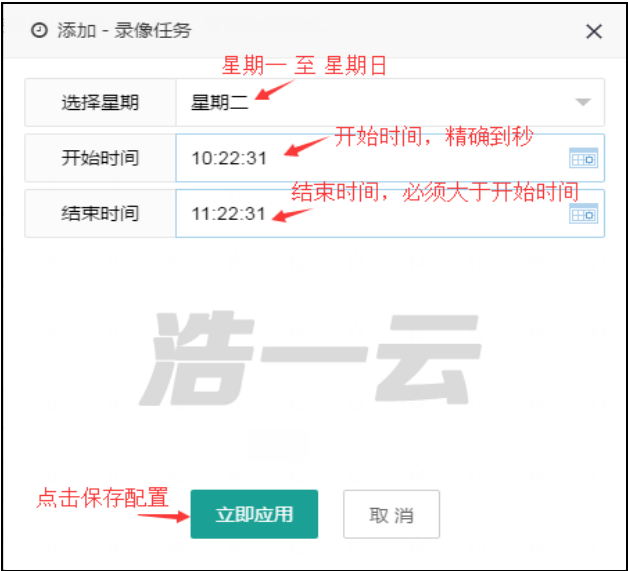 添加 - 录像任务
星期一 至 星期日
选择星期 星期二
开始时间，精确到秒
开始时间 10:22:31
结束时间，必须大于开始时间
结束时间 11:22:31
浩一云
点击保存配置
立即应用 取 消